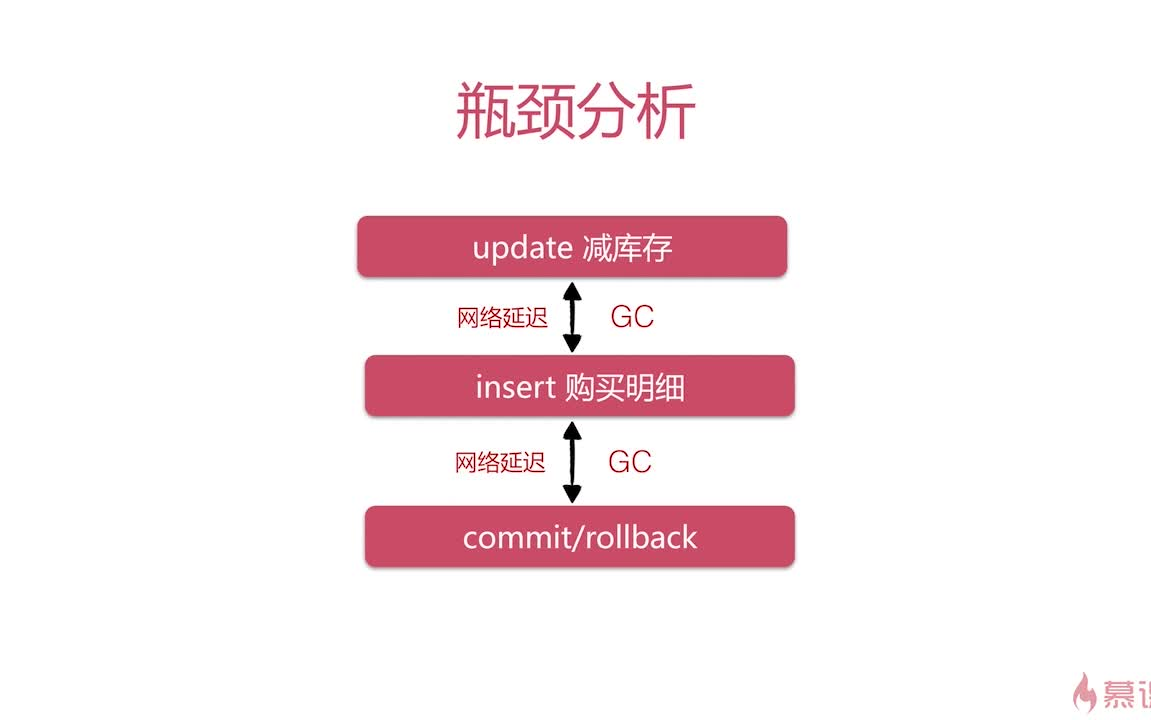 瓶颈分析
update 减库存
网络延迟 GC
insert 购买明细
网络延迟 GC
commit/rollback
慕